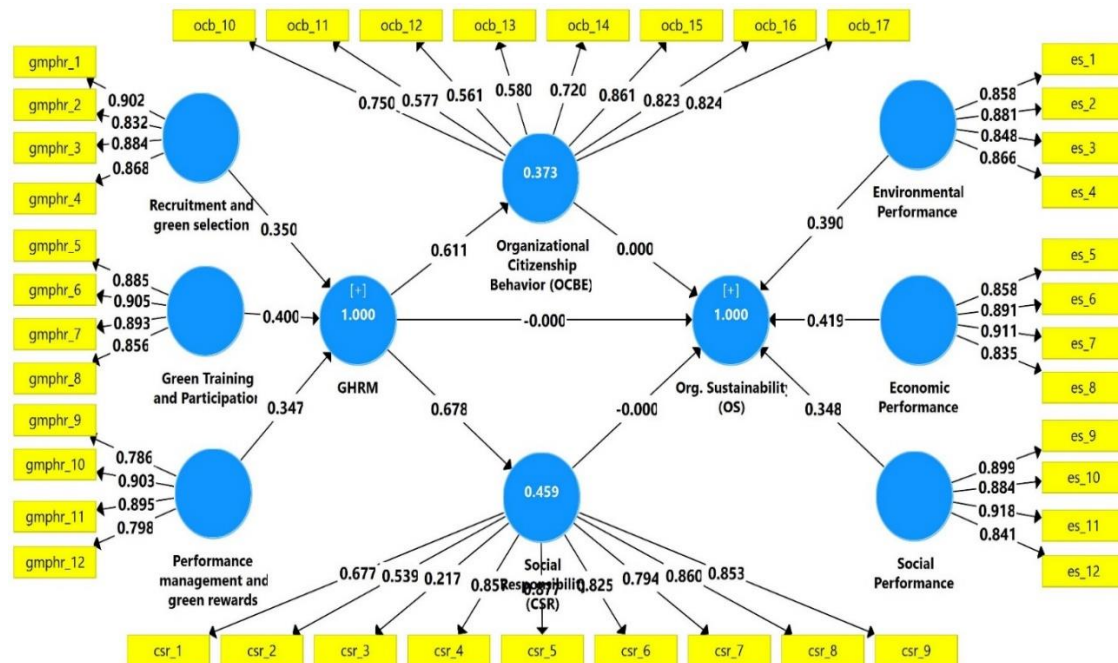 ocb_10
ocb_11
ocb_12
ocb_13
ocb_14
ocb_15
ocb_16
ocb_17
0.750
0.577
0.561
0.580
0.720
0.861
0.823
0.824
0.373
Organizational
Citizenship
Behavior (OCBE)
gmphr_1
gmphr_2
gmphr_3
gmphr_4
0.902
0.832
0.884
0.868
Recruitment and
green selection
0.350
gmphr_5
gmphr_6
gmphr_7
gmphr_8
0.885
0.905
0.893
0.856
Green Training
and Participation
0.400
gmphr_9
gmphr_10
gmphr_11
gmphr_12
0.786
0.903
0.895
0.798
Performance
management and
green rewards
0.347
[+]
1.000
GHRM
0.611
-0.000
0.678
0.000
-0.000
[+]
1.000
Org. Sustainability
(OS)
es_1
es_2
es_3
es_4
0.858
0.881
0.848
0.866
Environmental
Performance
0.390
es_5
es_6
es_7
es_8
0.858
0.891
0.911
0.835
Economic
Performance
0.419
es_9
es_10
es_11
es_12
0.899
0.884
0.918
0.841
Social
Performance
0.348
0.459
Social
Responsibility
(CSR)
0.677
0.539
0.217
0.857
0.877
0.825
0.794
0.860
0.853
csr_1
csr_2
csr_3
csr_4
csr_5
csr_6
csr_7
csr_8
csr_9